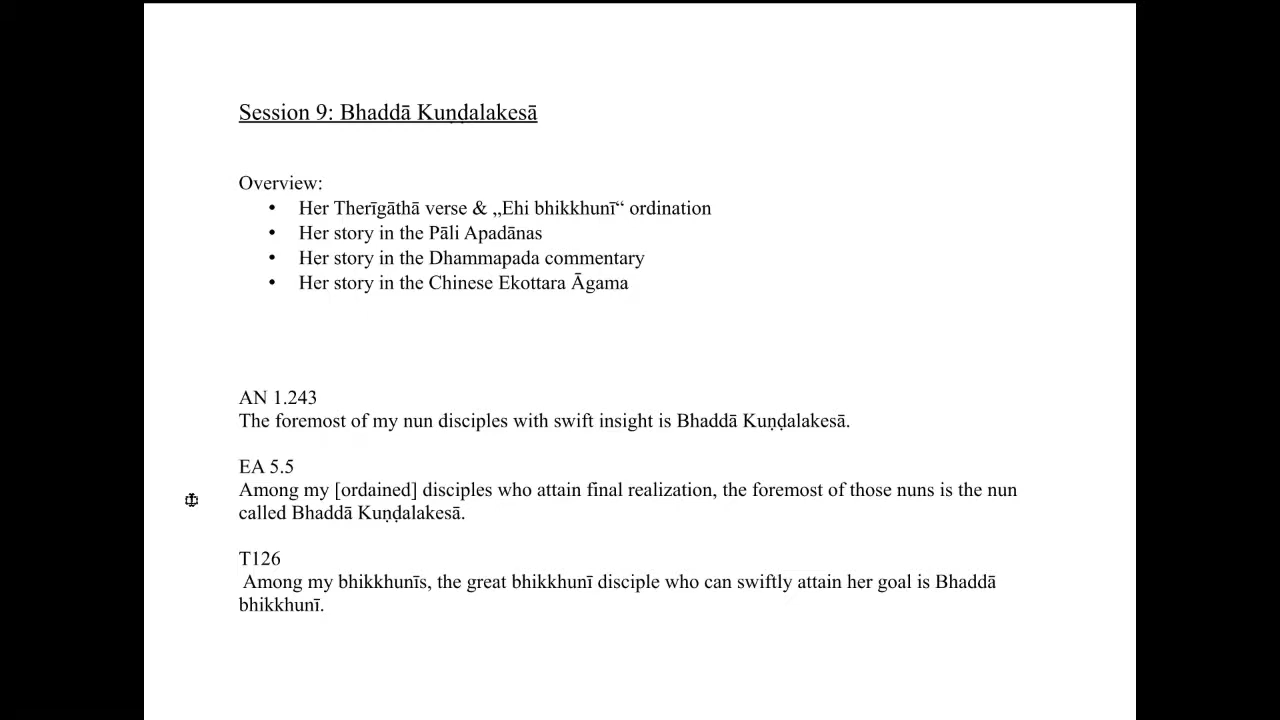 Session 9: Bhaddā Kuṇḍalakesā
Overview:
• Her Therīgāthā verse & „Ehi bhikkhunī“ ordination
• Her story in the Pāli Apadānas
• Her story in the Dhammapada commentary
• Her story in the Chinese Ekottara Āgama
AN 1.243
The foremost of my nun disciples with swift insight is Bhaddā Kuṇḍalakesā.
EA 5.5
Among my [ordained] disciples who attain final realization, the foremost of those nuns is the nun
called Bhaddā Kuṇḍalakesā.
T126
Among my bhikkhunīs, the great bhikkhunī disciple who can swiftly attain her goal is Bhaddā
bhikkhunī.